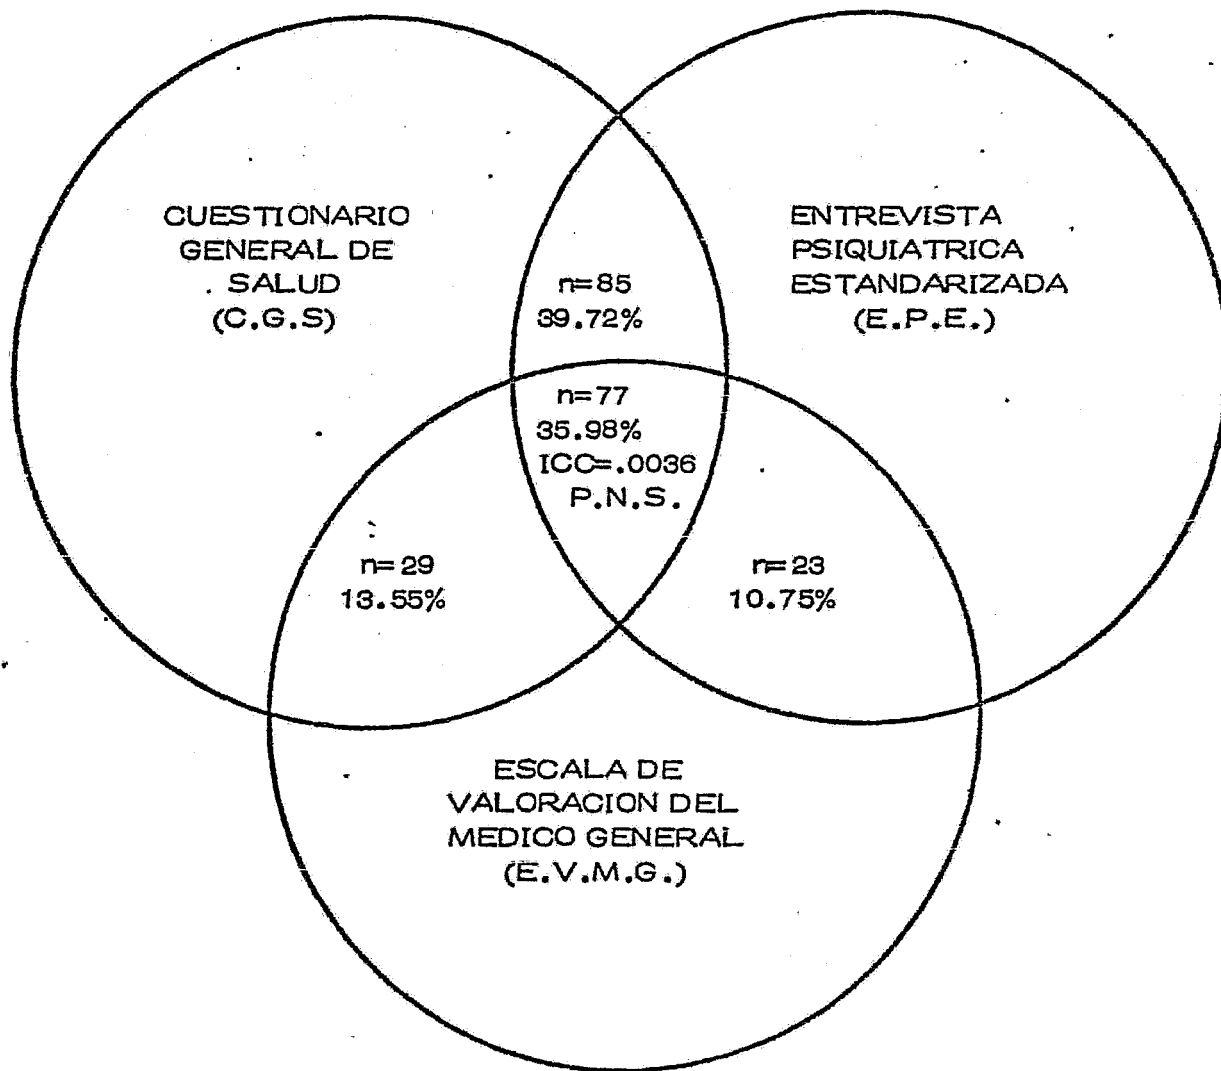 CUESTIONARIO
GENERAL DE
SALUD
(C.G.S)
ENTREVISTA
PSIQUIATRICA
ESTANDARIZADA
(E.P.E.)
n=85
39.72%
n=77
35.98%
ICC=.0036
P.N.S.
n=29
13.55%
n=23
10.75%
ESCALA DE
VALORACION DEL
MEDICO GENERAL
(E.V.M.G.)